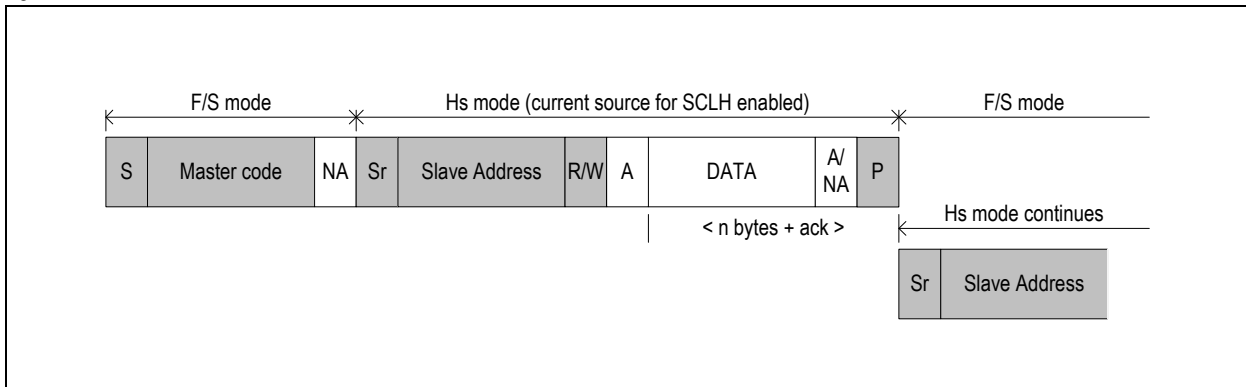 F/S mode
Hs mode (current source for SCLH enabled)
F/S mode
S
Master code
NA
Sr
Slave Address
R/W
A
DATA
A/
NA
P
< n bytes + ack >
Hs mode continues
Sr
Slave Address